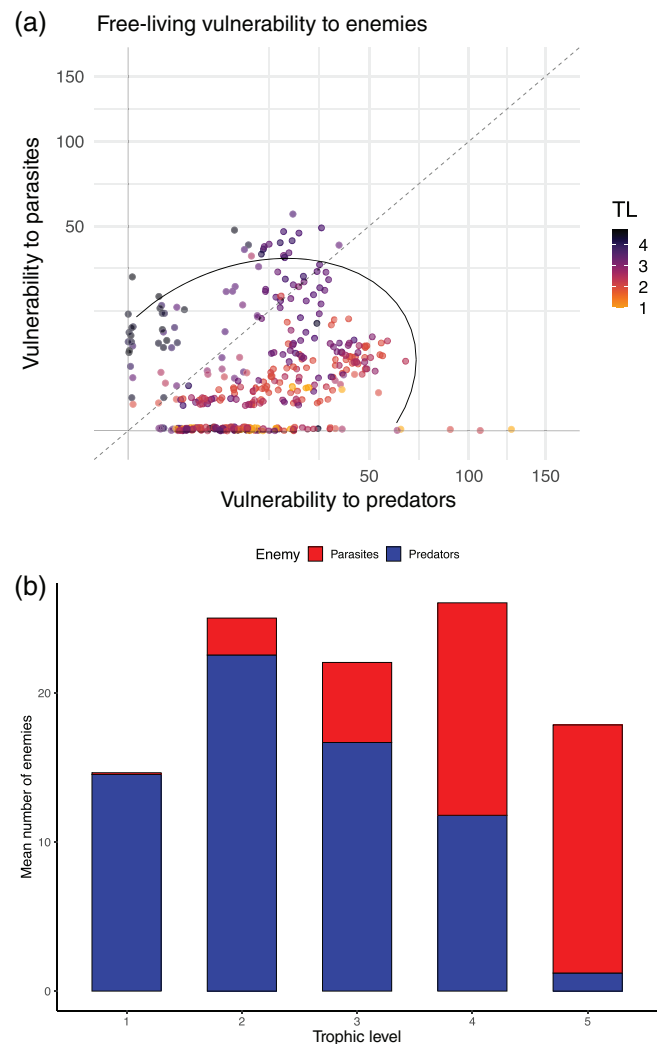 (a) Free-living vulnerability to enemies
150
100
50
Vulnerability to parasites
50 100 150
Vulnerability to predators
TL
4
3
2
1
Enemy Parasites Predators
(b)
20
10
0
Mean number of enemies
1 2 3 4 5
Trophic level